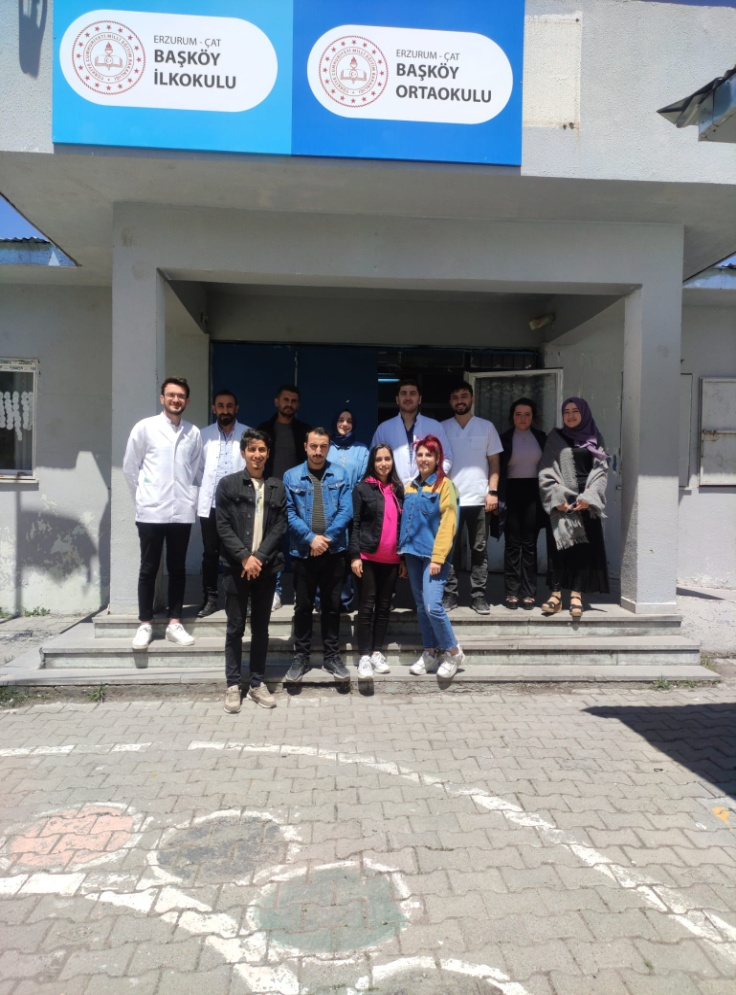 ERZURUM - ÇAT
BAŞKÖY
İLKOKULU
ERZURUM - ÇAT
BAŞKÖY
ORTAOKULU